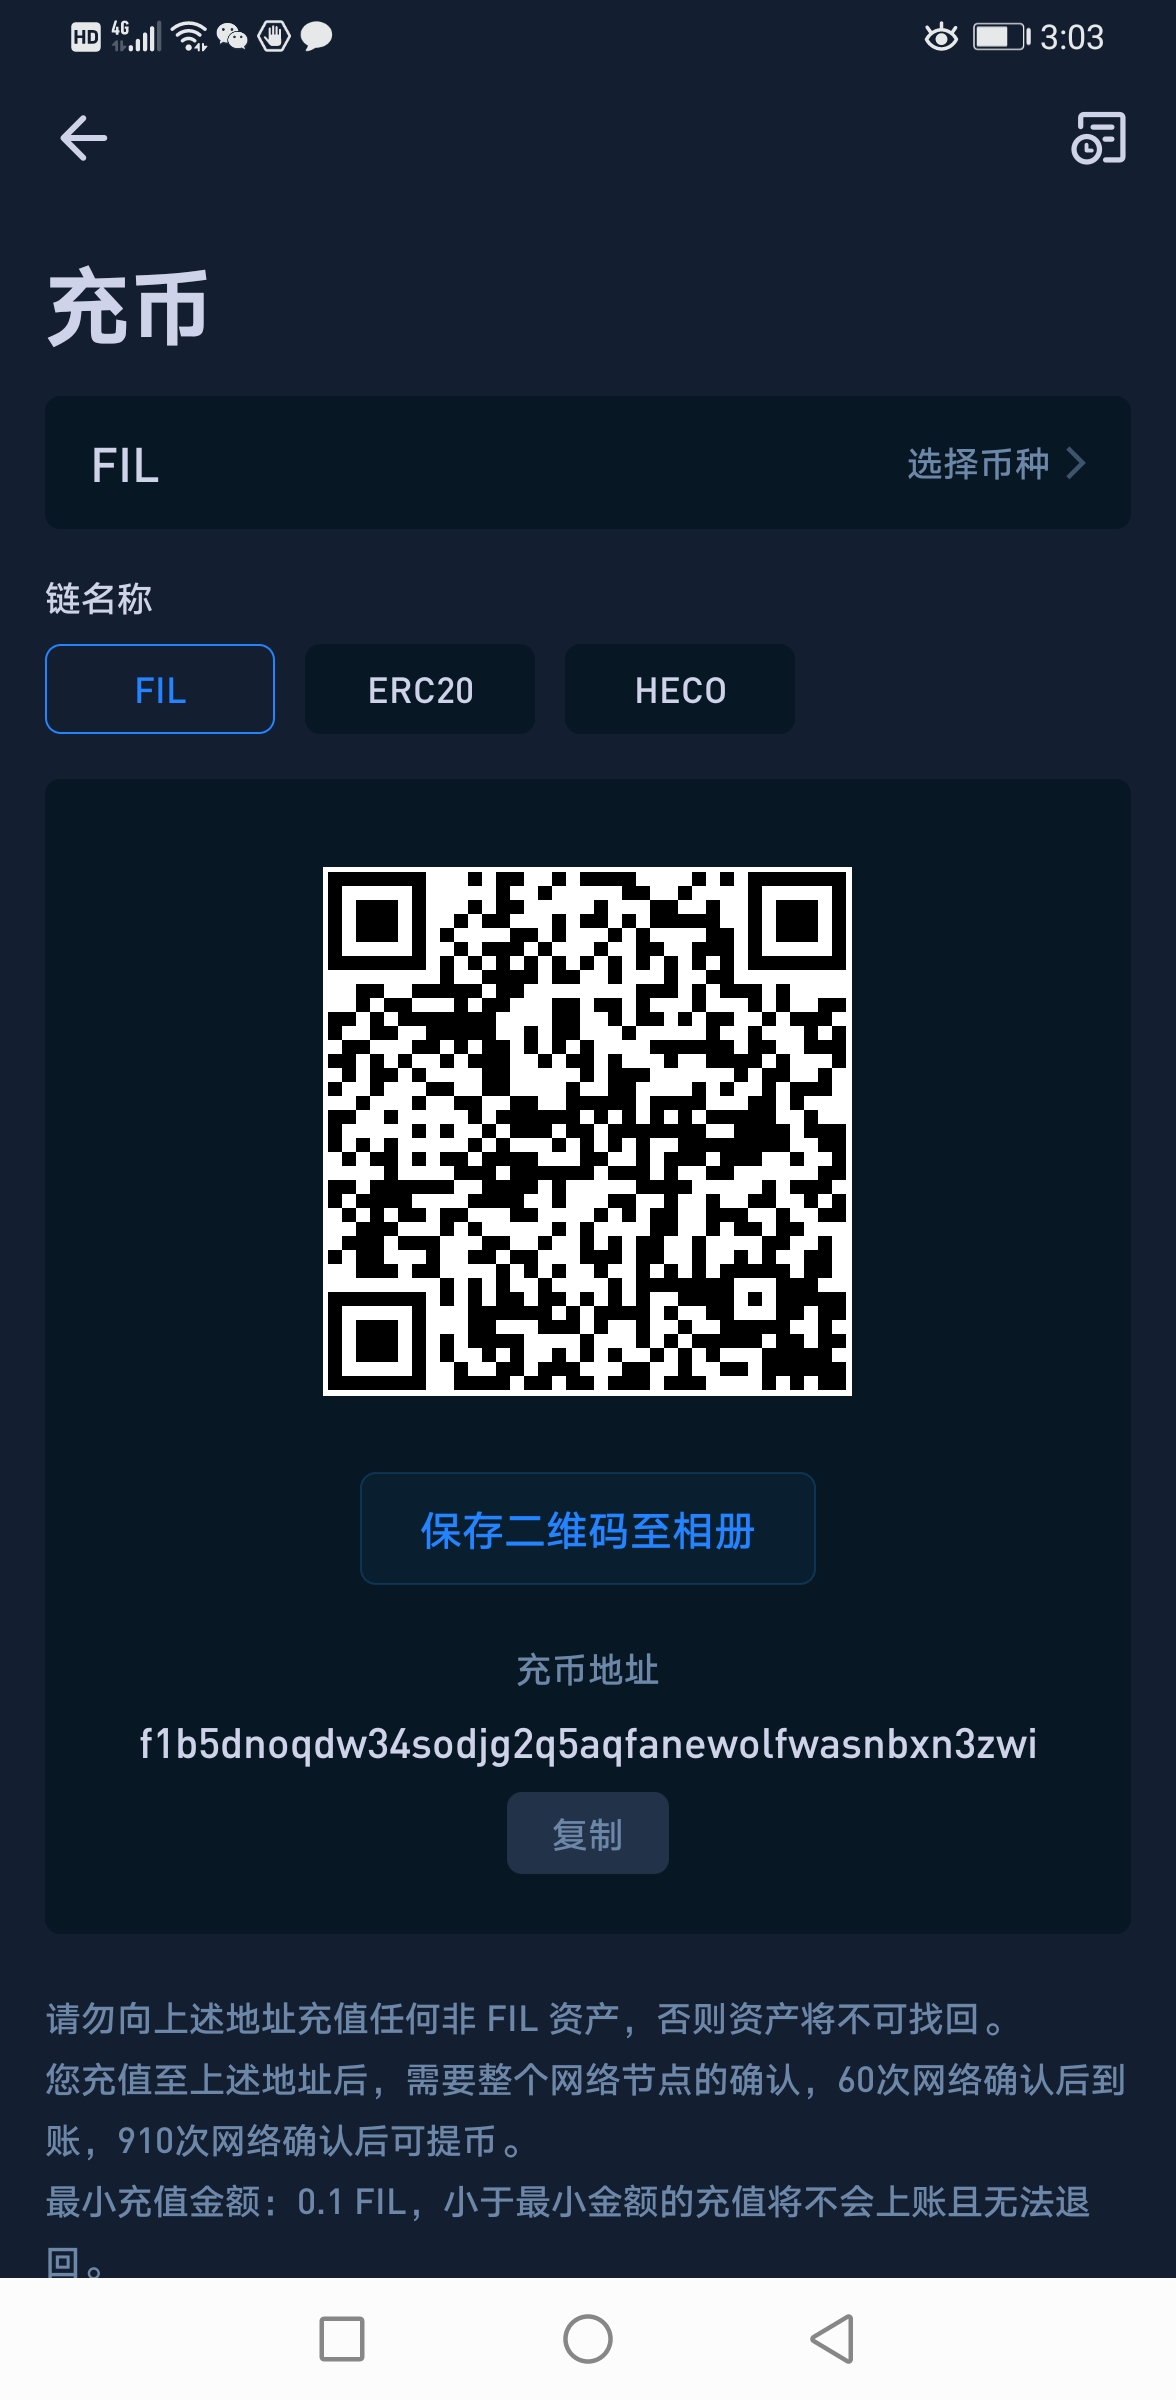 HD 4G 3:03
充币
FIL 选择币种
链名称
FIL ERC20 HECO
保存二维码至相册
充币地址
f1b5dnoqdw34sodjg2q5aqfanewolfwasnbxn3zwi
复制
请勿向上述地址充值任何非 FIL 资产，否则资产将不可找回。
您充值至上述地址后，需要整个网络节点的确认，60次网络确认后到
账，910次网络确认后可提币。
最小充值金额：0.1 FIL，小于最小金额的充值将不会上账且无法退
回。